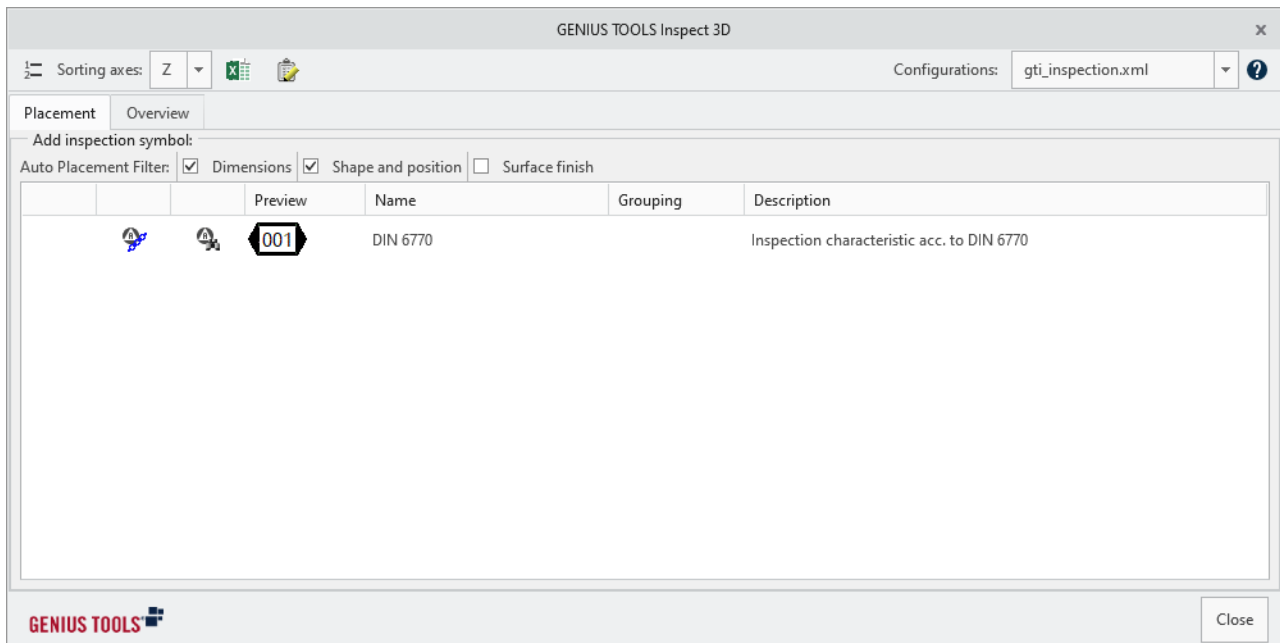 GENIUS TOOLS Inspect 3D
Sorting axes: Z Configurations: gti_inspection.xml
Placement Overview
Add inspection symbol:
Auto Placement Filter: Dimensions Shape and position Surface finish
Preview Name Grouping Description
001 DIN 6770 Inspection characteristic acc. to DIN 6770
GENIUS TOOLS Close